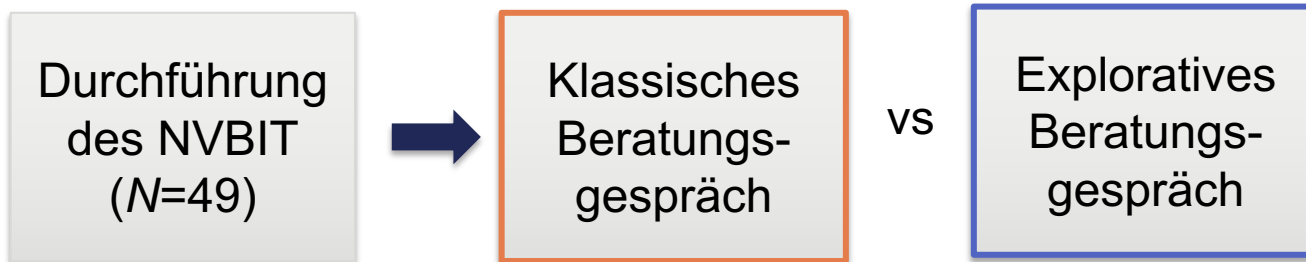 Durchführung
des NVBIT
(N=49)
Klassisches
Beratungs-
gespräch
vs
Exploratives
Beratungs-
gespräch